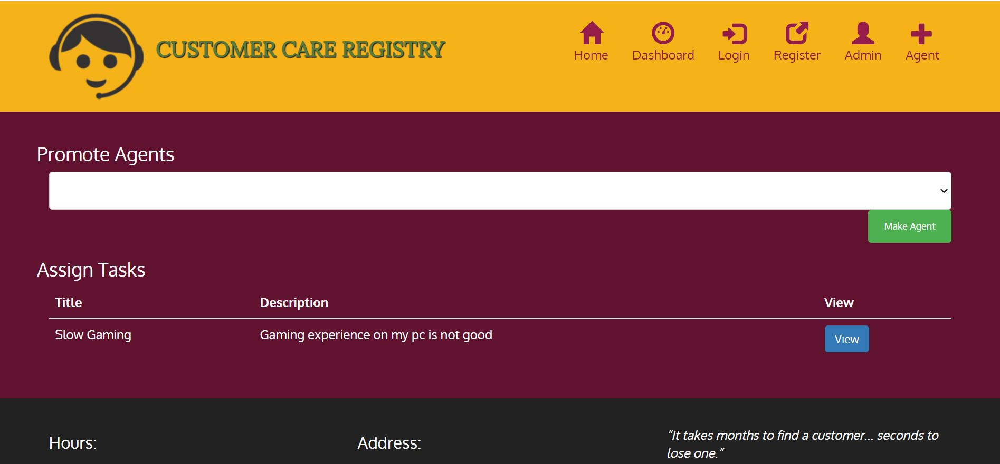 CUSTOMER CARE REGISTRY
Home Dashboard Login Register Admin Agent
Promote Agents
Make Agent
Assign Tasks
Title Description View
Slow Gaming Gaming experience on my pc is not good View
Hours:
Address:
“It takes months to find a customer... seconds to
lose one.”